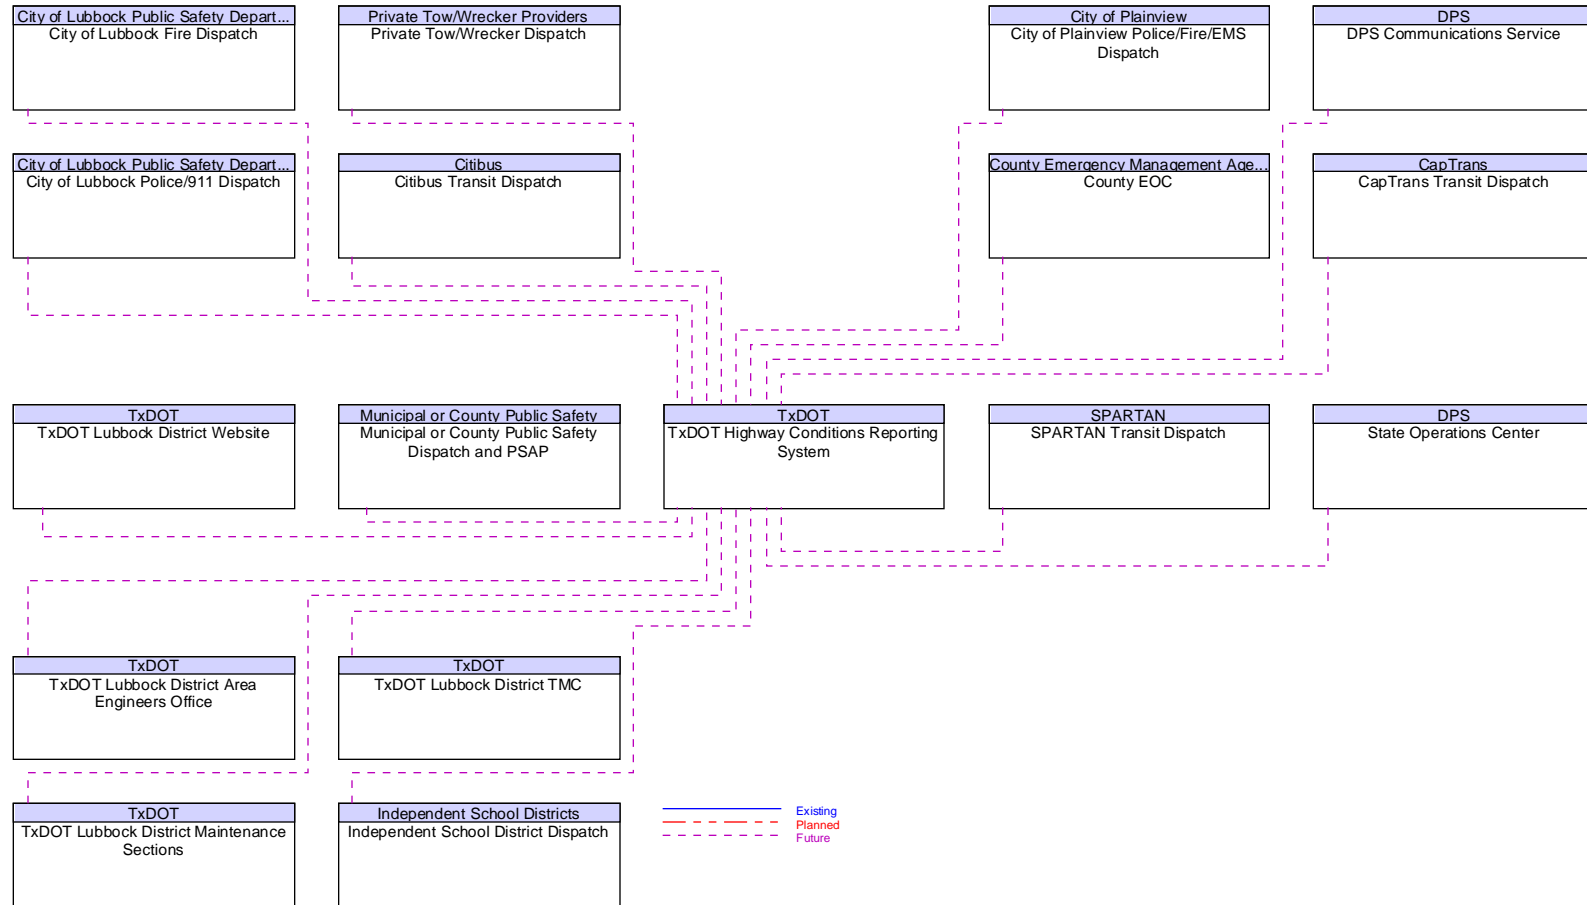 City of Lubbock Public Safety Depart...
City of Lubbock Fire Dispatch
Private Tow/Wrecker Providers
Private Tow/Wrecker Dispatch
City of Plainview
City of Plainview Police/Fire/EMS
Dispatch
DPS
DPS Communications Service
City of Lubbock Public Safety Depart...
City of Lubbock Police/911 Dispatch
Citibus
Citibus Transit Dispatch
County Emergency Management Age...
County EOC
CapTrans
CapTrans Transit Dispatch
TxDOT
TxDOT Lubbock District Website
Municipal or County Public Safety
Municipal or County Public Safety
Dispatch and PSAP
TxDOT
TxDOT Highway Conditions Reporting
System
SPARTAN
SPARTAN Transit Dispatch
DPS
State Operations Center
TxDOT
TxDOT Lubbock District Area
Engineers Office
TxDOT
TxDOT Lubbock District TMC
TxDOT
TxDOT Lubbock District Maintenance
Sections
Independent School Districts
Independent School District Dispatch
Existing
Planned
Future